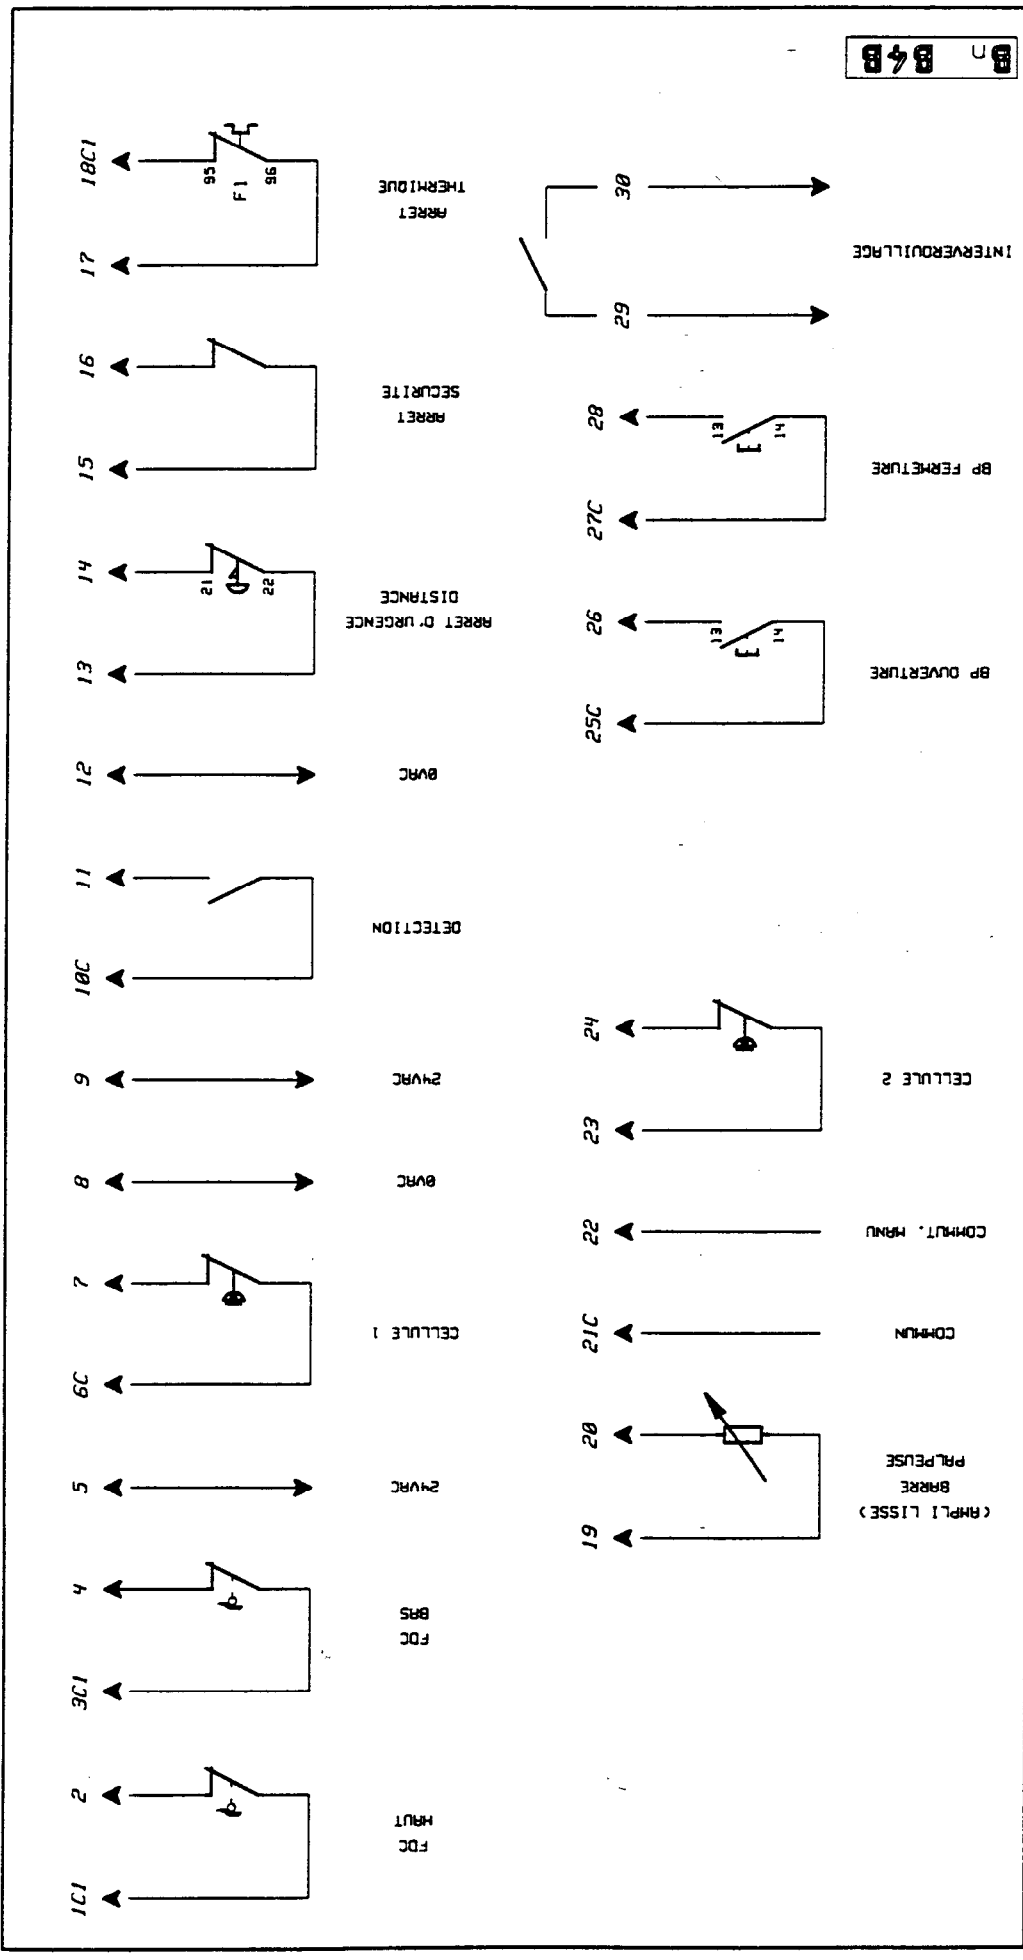 Bn B4B
1C1
2
FDC
HAUT
3C1
4
FDC
BAS
5
24VAC
6C
7
CELLULE 1
8
0VAC
9
24VAC
10C
11
DETECTION
12
0VAC
13
14
21
22
ARRET D'URGENCE
DISTANCE
15
16
ARRET
SECURITE
17
18C1
95
96
F1
ARRET
THERMIQUE
19
20
(AMPLI LISSE)
BARRE
PALPEUSE
21C
COMMUN
22
COMMUT. MANU
23
24
CELLULE 2
25C
26
13
14
BP OUVERTURE
27C
28
13
14
BP FERMETURE
29
30
INTERVEROUILLAGE